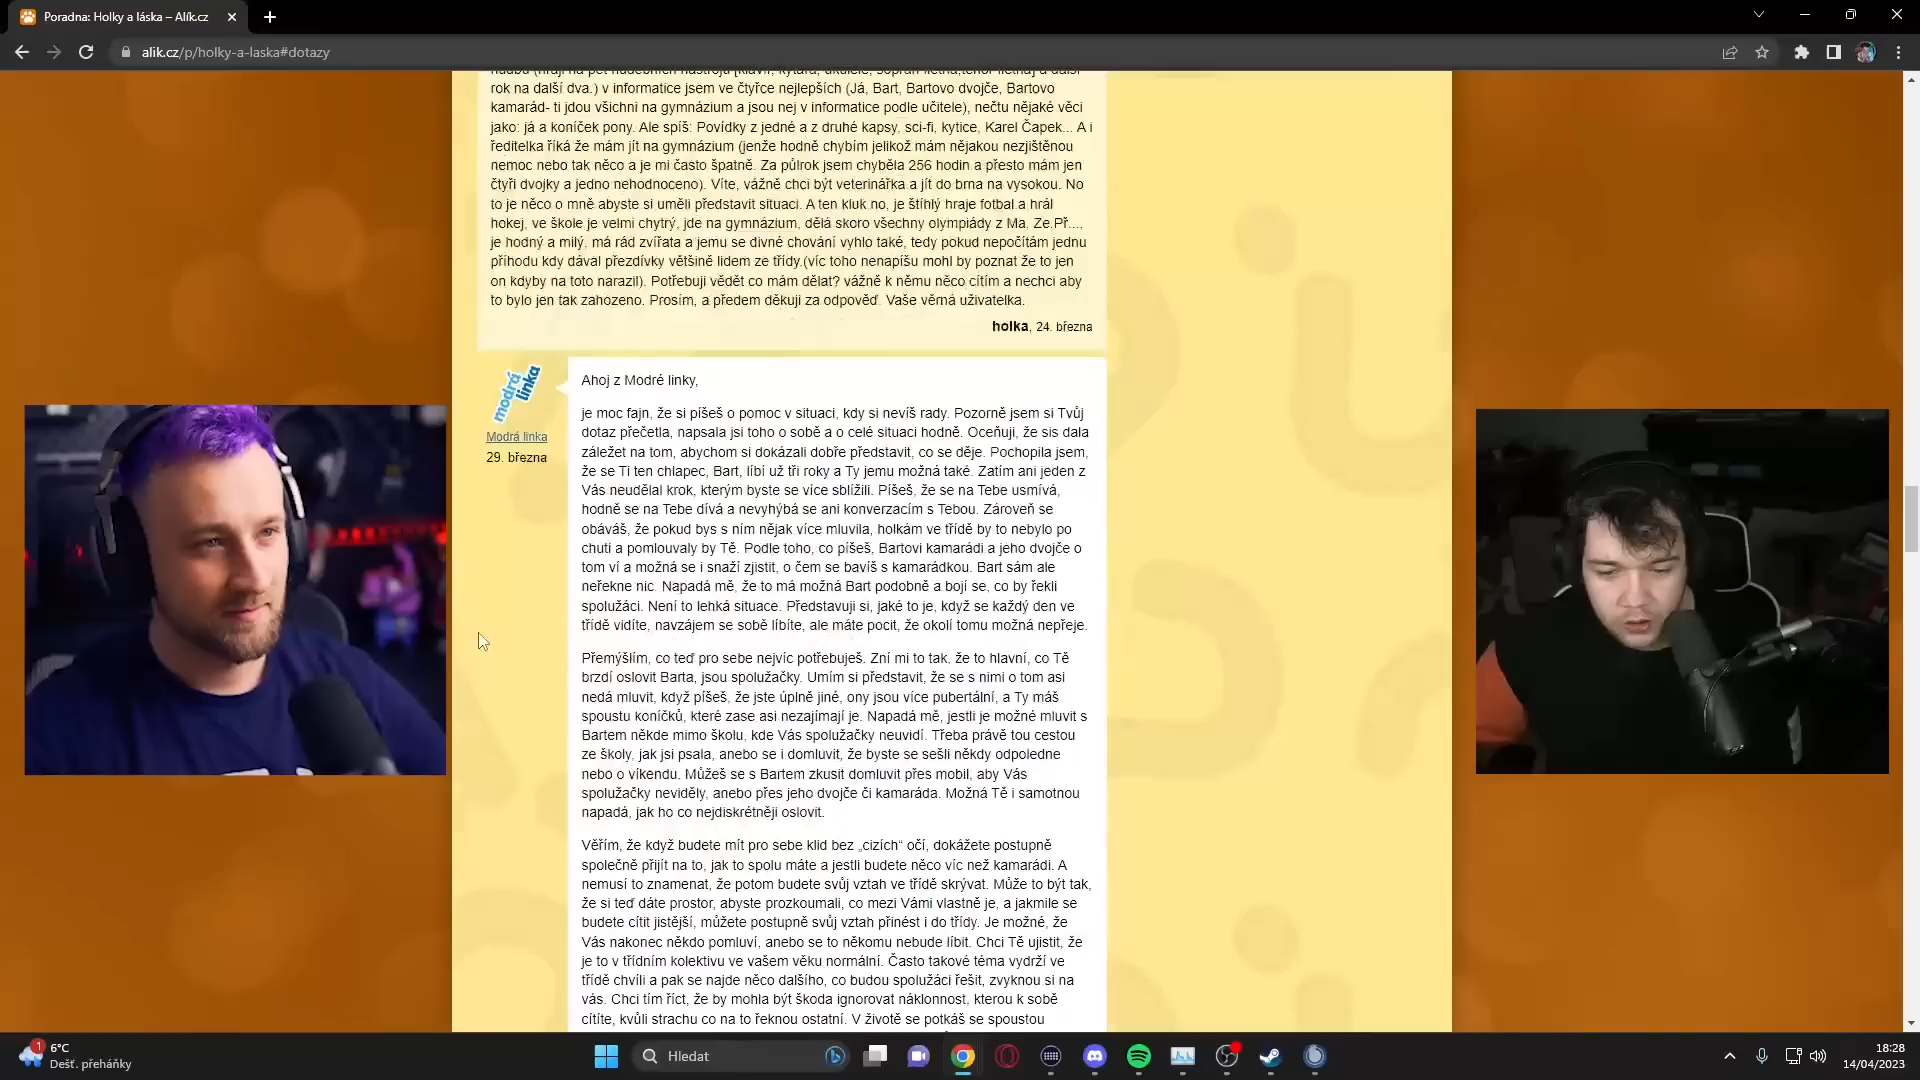 Poradna: Holky a láska – Alík.cz
alik.cz/p/holky-a-laska#dotazy
hudbu (hraji na pět hudebních nástrojů [klavír, kytara, ukulele, soprán flétna,tenor flétna] a další
rok na další dva.) v informatice jsem ve čtyřce nejlepších (Já, Bart, Bartovo dvojče, Bartovo
kamarád- ti jdou všichni na gymnázium a jsou nej v informatice podle učitele), nečtu nějaké věci
jako: já a koníček pony. Ale spíš: Povídky z jedné a z druhé kapsy, sci-fi, kytice, Karel Čapek... A i
ředitelka říká že mám jít na gymnázium (jenže hodně chybím jelikož mám nějakou nezjištěnou
nemoc nebo tak něco a je mi často špatně. Za půlrok jsem chyběla 256 hodin a přesto mám jen
čtyři dvojky a jedno nehodnoceno). Víte, vážně chci být veterinářka a jít do brna na vysokou. No
to je něco o mně abyste si uměli představit situaci. A ten kluk no, je štíhlý hraje fotbal a hrál
hokej, ve škole je velmi chytrý, jde na gymnázium, dělá skoro všechny olympiády z Ma, Ze,Př...,
je hodný a milý, má rád zvířata a jemu se divné chování vyhlo také, tedy pokud nepočítám jednu
příhodu kdy dával přezdívky většině lidem ze třídy.(víc toho nenapíšu mohl by poznat že to jen
on kdyby na toto narazil). Potřebuji vědět co mám dělat? vážně k němu něco cítím a nechci aby
to bylo jen tak zahozeno. Prosím, a předem děkuji za odpověď. Vaše věrná uživatelka.
holka, 24. března
modrá
linka
Modrá linka
29. března
Ahoj z Modré linky,
je moc fajn, že si píšeš o pomoc v situaci, kdy si nevíš rady. Pozorně jsem si Tvůj
dotaz přečetla, napsala jsi toho o sobě a o celé situaci hodně. Oceňuji, že sis dala
záležet na tom, abychom si dokázali dobře představit, co se děje. Pochopila jsem,
že se Ti ten chlapec, Bart, líbí už tři roky a Ty jemu možná také. Zatím ani jeden z
Vás neudělal krok, kterým byste se více sblížili. Píšeš, že se na Tebe usmívá,
hodně se na Tebe dívá a nevyhýbá se ani konverzacím s Tebou. Zároveň se
obáváš, že pokud bys s ním nějak více mluvila, holkám ve třídě by to nebylo po
chuti a pomlouvaly by Tě. Podle toho, co píšeš, Bartovi kamarádi a jeho dvojče o
tom ví a možná se i snaží zjistit, o čem se bavíš s kamarádkou. Bart sám ale
neřekne nic. Napadá mě, že to má možná Bart podobně a bojí se, co by řekli
spolužáci. Není to lehká situace. Představuji si, jaké to je, když se každý den ve
třídě vidíte, navzájem se sobě líbíte, ale máte pocit, že okolí tomu možná nepřeje.
Přemýšlím, co teď pro sebe nejvíc potřebuješ. Zní mi to tak, že to hlavní, co Tě
brzdí oslovit Barta, jsou spolužačky. Umím si představit, že se s nimi o tom asi
nedá mluvit, když píšeš, že jste úplně jiné, ony jsou více pubertální, a Ty máš
spoustu koníčků, které zase asi nezajímají je. Napadá mě, jestli je možné mluvit s
Bartem někde mimo školu, kde Vás spolužačky neuvidí. Třeba právě tou cestou
ze školy, jak jsi psala, anebo se i domluvit, že byste se sešli někdy odpoledne
nebo o víkendu. Můžeš se s Bartem zkusit domluvit přes mobil, aby Vás
spolužačky neviděly, anebo přes jeho dvojče či kamaráda. Možná Tě i samotnou
napadá, jak ho co nejdiskrétněji oslovit.
Věřím, že když budete mít pro sebe klid bez „cizích“ očí, dokážete postupně
společně přijít na to, jak to spolu máte a jestli budete něco víc než kamarádi. A
nemusí to znamenat, že potom budete svůj vztah ve třídě skrývat. Může to být tak,
že si teď dáte prostor, abyste prozkoumali, co mezi Vámi vlastně je, a jakmile se
budete cítit jistější, můžete postupně svůj vztah přinést i do třídy. Je možné, že
Vás nakonec někdo pomluví, anebo se to někomu nebude líbit. Chci Tě ujistit, že
je to v třídním kolektivu ve vašem věku normální. Často takové téma vydrží ve
třídě chvíli a pak se najde něco dalšího, co budou spolužáci řešit, zvyknou si na
vás. Chci tím říct, že by mohla být škoda ignorovat náklonnost, kterou k sobě
cítíte, kvůli strachu co na to řeknou ostatní. V životě se potkáš se spoustou
1
6°C
Dešť. přeháňky
Hledat
18:28
14/04/2023